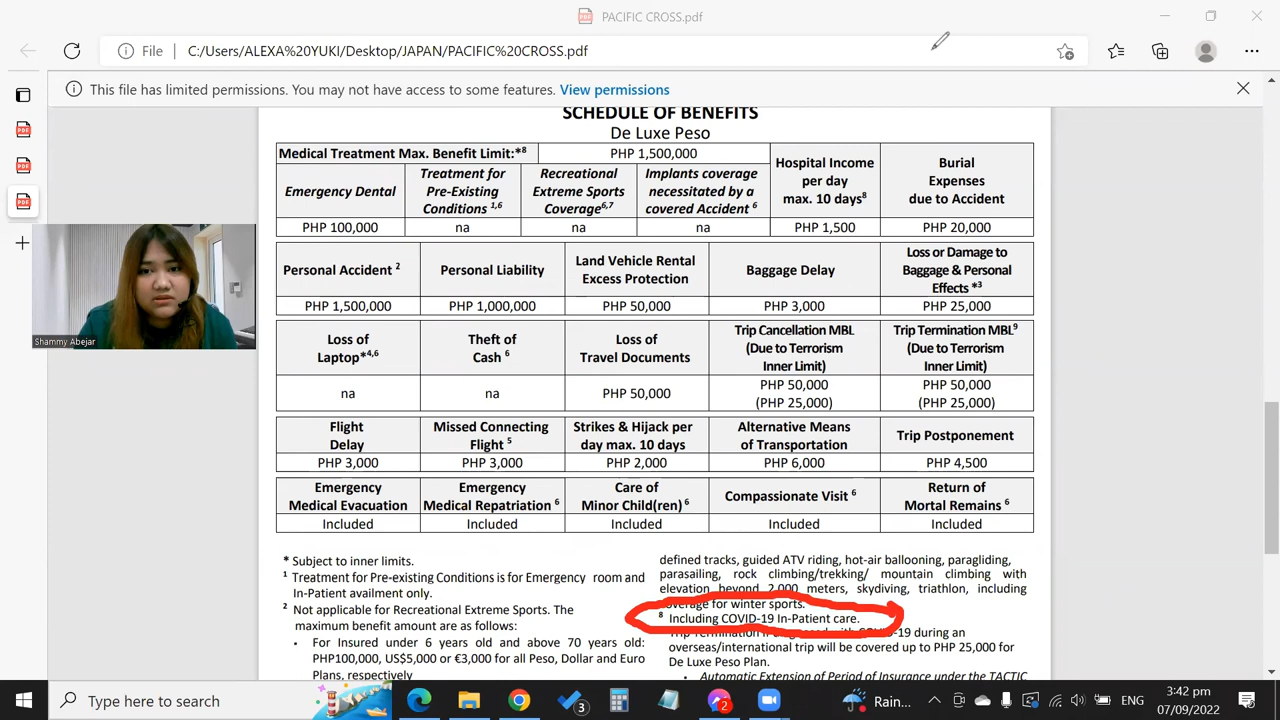 PACIFIC CROSS.pdf
File C:/Users/ALEXA%20YUKI/Desktop/JAPAN/PACIFIC%20CROSS.pdf
This file has limited permissions. You may not have access to some features. View permissions
SCHEDULE OF BENEFITS
De Luxe Peso
Medical Treatment Max. Benefit Limit:*8
PHP 1,500,000
Hospital Income
per day
max. 10 days8
Burial
Expenses
due to Accident
Emergency Dental
Treatment for
Pre-Existing
Conditions 1,6
Recreational
Extreme Sports
Coverage6,7
Implants coverage
necessitated by a
covered Accident 6
PHP 100,000 na na na PHP 1,500 PHP 20,000
Personal Accident 2
Personal Liability
Land Vehicle Rental
Excess Protection
Baggage Delay
Loss or Damage to
Baggage & Personal
Effects *3
PHP 1,500,000 PHP 1,000,000 PHP 50,000 PHP 3,000 PHP 25,000
Loss of
Laptop*4,6
Theft of
Cash 6
Loss of
Travel Documents
Trip Cancellation MBL
(Due to Terrorism
Inner Limit)
Trip Termination MBL9
(Due to Terrorism
Inner Limit)
na
na
PHP 50,000
PHP 50,000
(PHP 25,000)
PHP 50,000
(PHP 25,000)
Flight
Delay
Missed Connecting
Flight 5
Strikes & Hijack per
day max. 10 days
Alternative Means
of Transportation
Trip Postponement
PHP 3,000 PHP 3,000 PHP 2,000 PHP 6,000 PHP 4,500
Emergency
Medical Evacuation
Emergency
Medical Repatriation 6
Care of
Minor Child(ren) 6
Compassionate Visit 6
Return of
Mortal Remains 6
Included Included Included Included Included
* Subject to inner limits.
1 Treatment for Pre-existing Conditions is for Emergency room and
In-Patient availment only.
2 Not applicable for Recreational Extreme Sports. The
maximum benefit amount are as follows:
For Insured under 6 years old and above 70 years old:
PHP100,000, US$5,000 or €3,000 for all Peso, Dollar and Euro
Plans, respectively
defined tracks, guided ATV riding, hot-air ballooning, paragliding,
parasailing, rock climbing/trekking/ mountain climbing with
elevation beyond 2,000 meters, skydiving, triathlon, including
coverage for winter sports.
8 Including COVID-19 In-Patient care.
Trip Termination if diagnosed with COVID-19 during an
overseas/international trip will be covered up to PHP 25,000 for
De Luxe Peso Plan.
Automatic Extension of Period of Insurance under the TACTIC
Shammy Abejar
Type here to search
3
2
Rain...
ENG
3:42 pm
07/09/2022